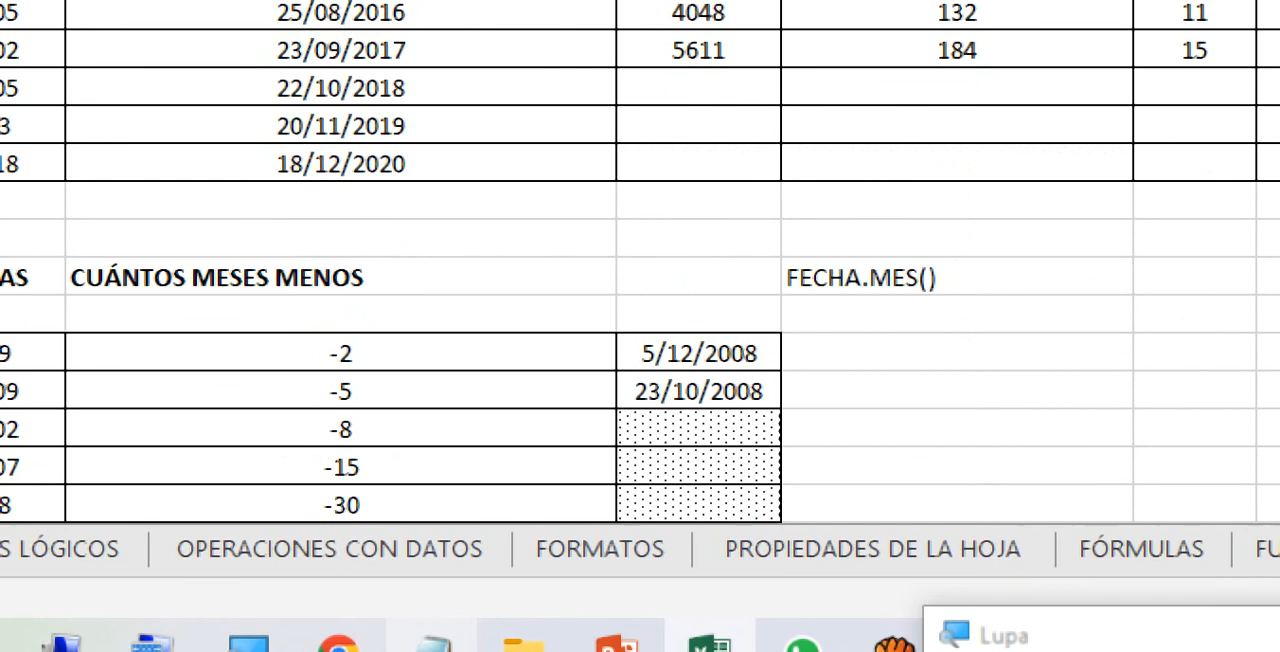 05 25/08/2016 4048 132 11
02 23/09/2017 5611 184 15
05 22/10/2018
3 20/11/2019
18 18/12/2020
AS CUÁNTOS MESES MENOS FECHA.MES()
9 -2 5/12/2008
09 -5 23/10/2008
02 -8
07 -15
8 -30
S LÓGICOS OPERACIONES CON DATOS FORMATOS PROPIEDADES DE LA HOJA FÓRMULAS FU
Lupa